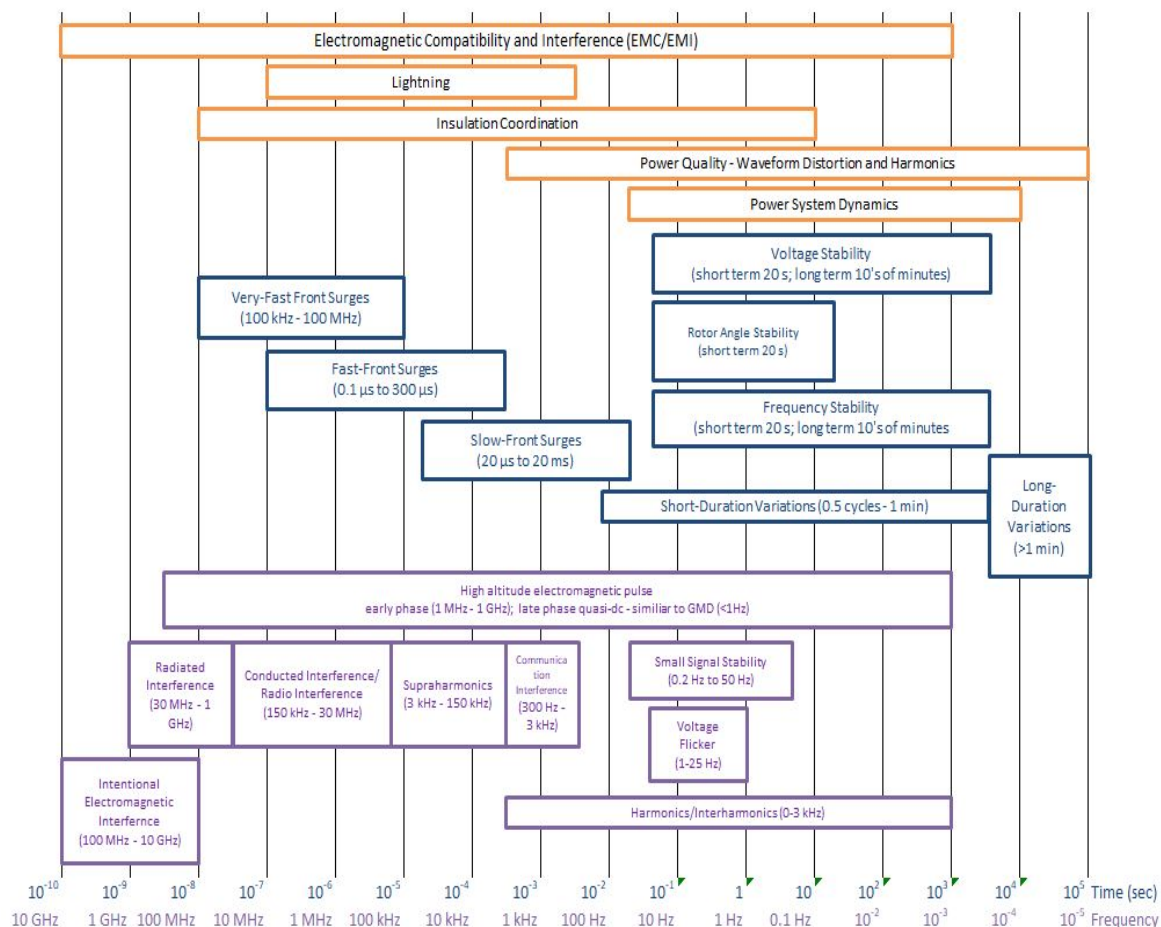 Electromagnetic Compatibility and Interference (EMC/EMI)
Lightning
Insulation Coordination
Power Quality - Waveform Distortion and Harmonics
Power System Dynamics
Voltage Stability
(short term 20 s; long term 10's of minutes)
Very-Fast Front Surges
(100 kHz - 100 MHz)
Rotor Angle Stability
(short term 20 s)
Fast-Front Surges
(0.1 µs to 300 µs)
Frequency Stability
(short term 20 s; long term 10's of minutes
Slow-Front Surges
(20 µs to 20 ms)
Long-
Duration
Variations
(>1 min)
Short-Duration Variations (0.5 cycles - 1 min)
High altitude electromagnetic pulse
early phase (1 MHz - 1 GHz); late phase quasi-dc - similiar to GMD (<1Hz)
Radiated
Interference
(30 MHz - 1
GHz)
Conducted Interference/
Radio Interference
(150 kHz - 30 MHz)
Supraharmonics
(3 kHz - 150 kHz)
Communica
tion
Interference
(300 Hz -
3 kHz)
Small Signal Stability
(0.2 Hz to 50 Hz)
Voltage
Flicker
(1-25 Hz)
Intentional
Electromagnetic
Interfernce
(100 MHz - 10 GHz)
Harmonics/Interhamonics (0-3 kHz)
10⁻¹⁰ 10⁻⁹ 10⁻⁸ 10⁻⁷ 10⁻⁶ 10⁻⁵ 10⁻⁴ 10⁻³ 10⁻² 10⁻¹ 1 10 10² 10³ 10⁴ 10⁵ Time (sec)
10 GHz 1 GHz 100 MHz 10 MHz 1 MHz 100 kHz 10 kHz 1 kHz 100 Hz 10 Hz 1 Hz 0.1 Hz 10⁻² 10⁻³ 10⁻⁴ 10⁻⁵ Frequency